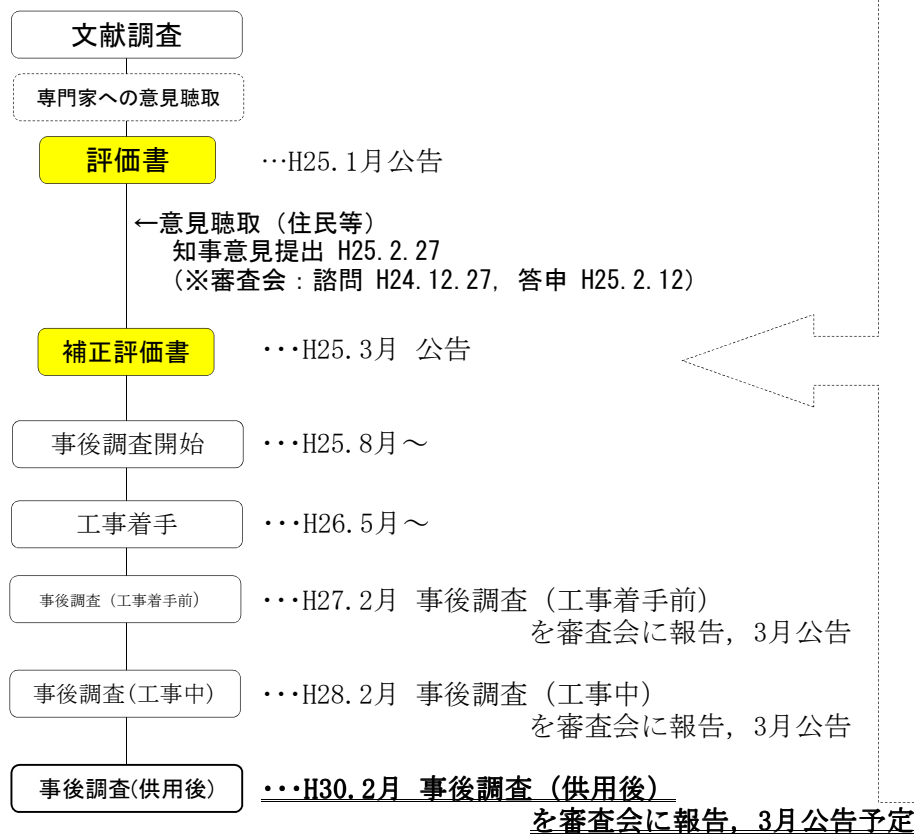 文献調査
専門家への意見聴取
評価書 …H25.1月公告
←意見聴取（住民等）
知事意見提出 H25.2.27
（※審査会：諮問 H24.12.27, 答申 H25.2.12）
補正評価書 ･･･H25.3月 公告
事後調査開始 ･･･H25.8月～
工事着手 ･･･H26.5月～
事後調査（工事着手前） ･･･H27.2月 事後調査（工事着手前）
を審査会に報告, 3月公告
事後調査(工事中) ･･･H28.2月 事後調査（工事中）
を審査会に報告, 3月公告
事後調査(供用後) ･･･H30.2月 事後調査（供用後）
を審査会に報告, 3月公告予定